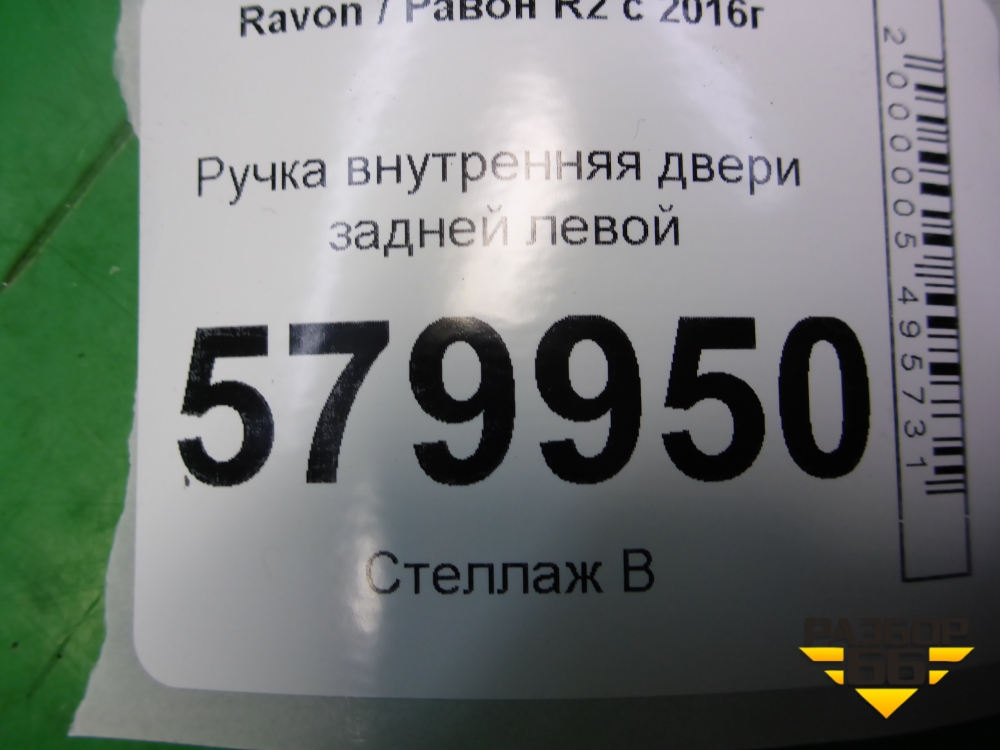 Ravon / Равон R2 с 2016г
Ручка внутренняя двери
задней левой
579950
Стеллаж В
2000005495731
РАЗБОР
66